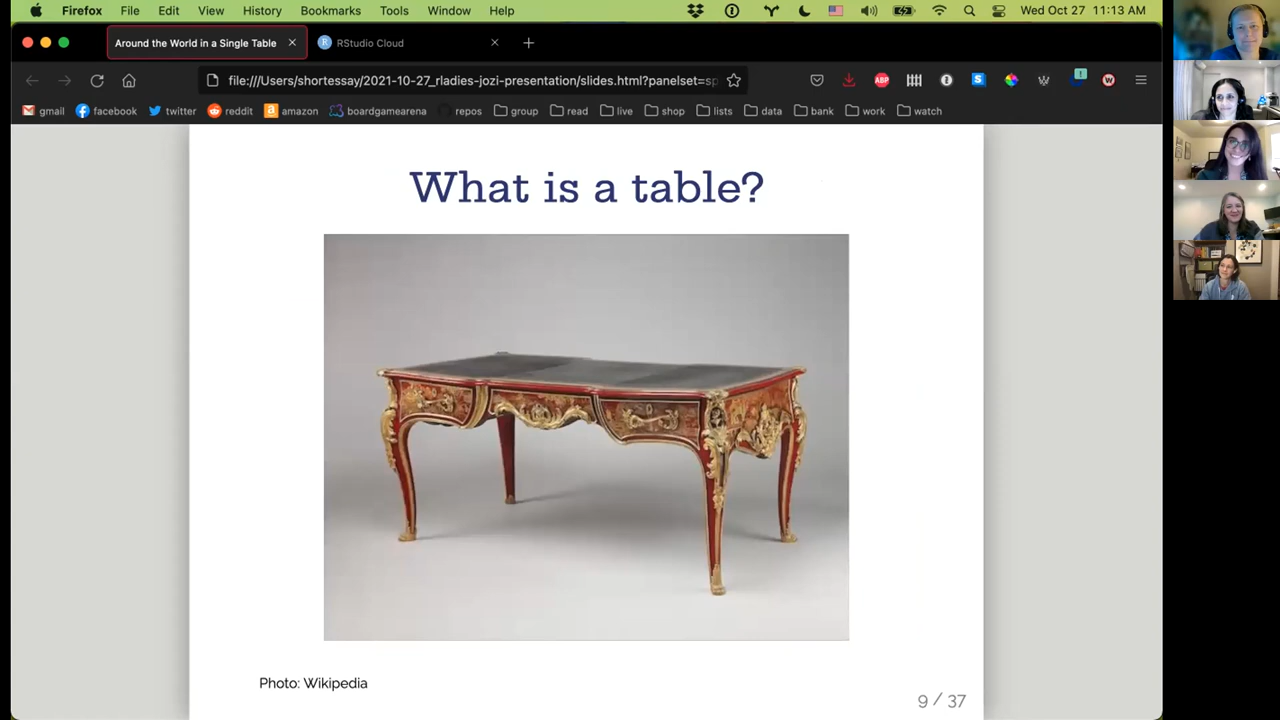 Firefox File Edit View History Bookmarks Tools Window Help Wed Oct 27 11:13 AM
Around the World in a Single Table RStudio Cloud
file:///Users/shortessay/2021-10-27_rladies-jozi-presentation/slides.html?panelset=sp
gmail facebook twitter reddit amazon boardgamearena repos group read live shop lists data bank work watch
What is a table?
Photo: Wikipedia
9 / 37